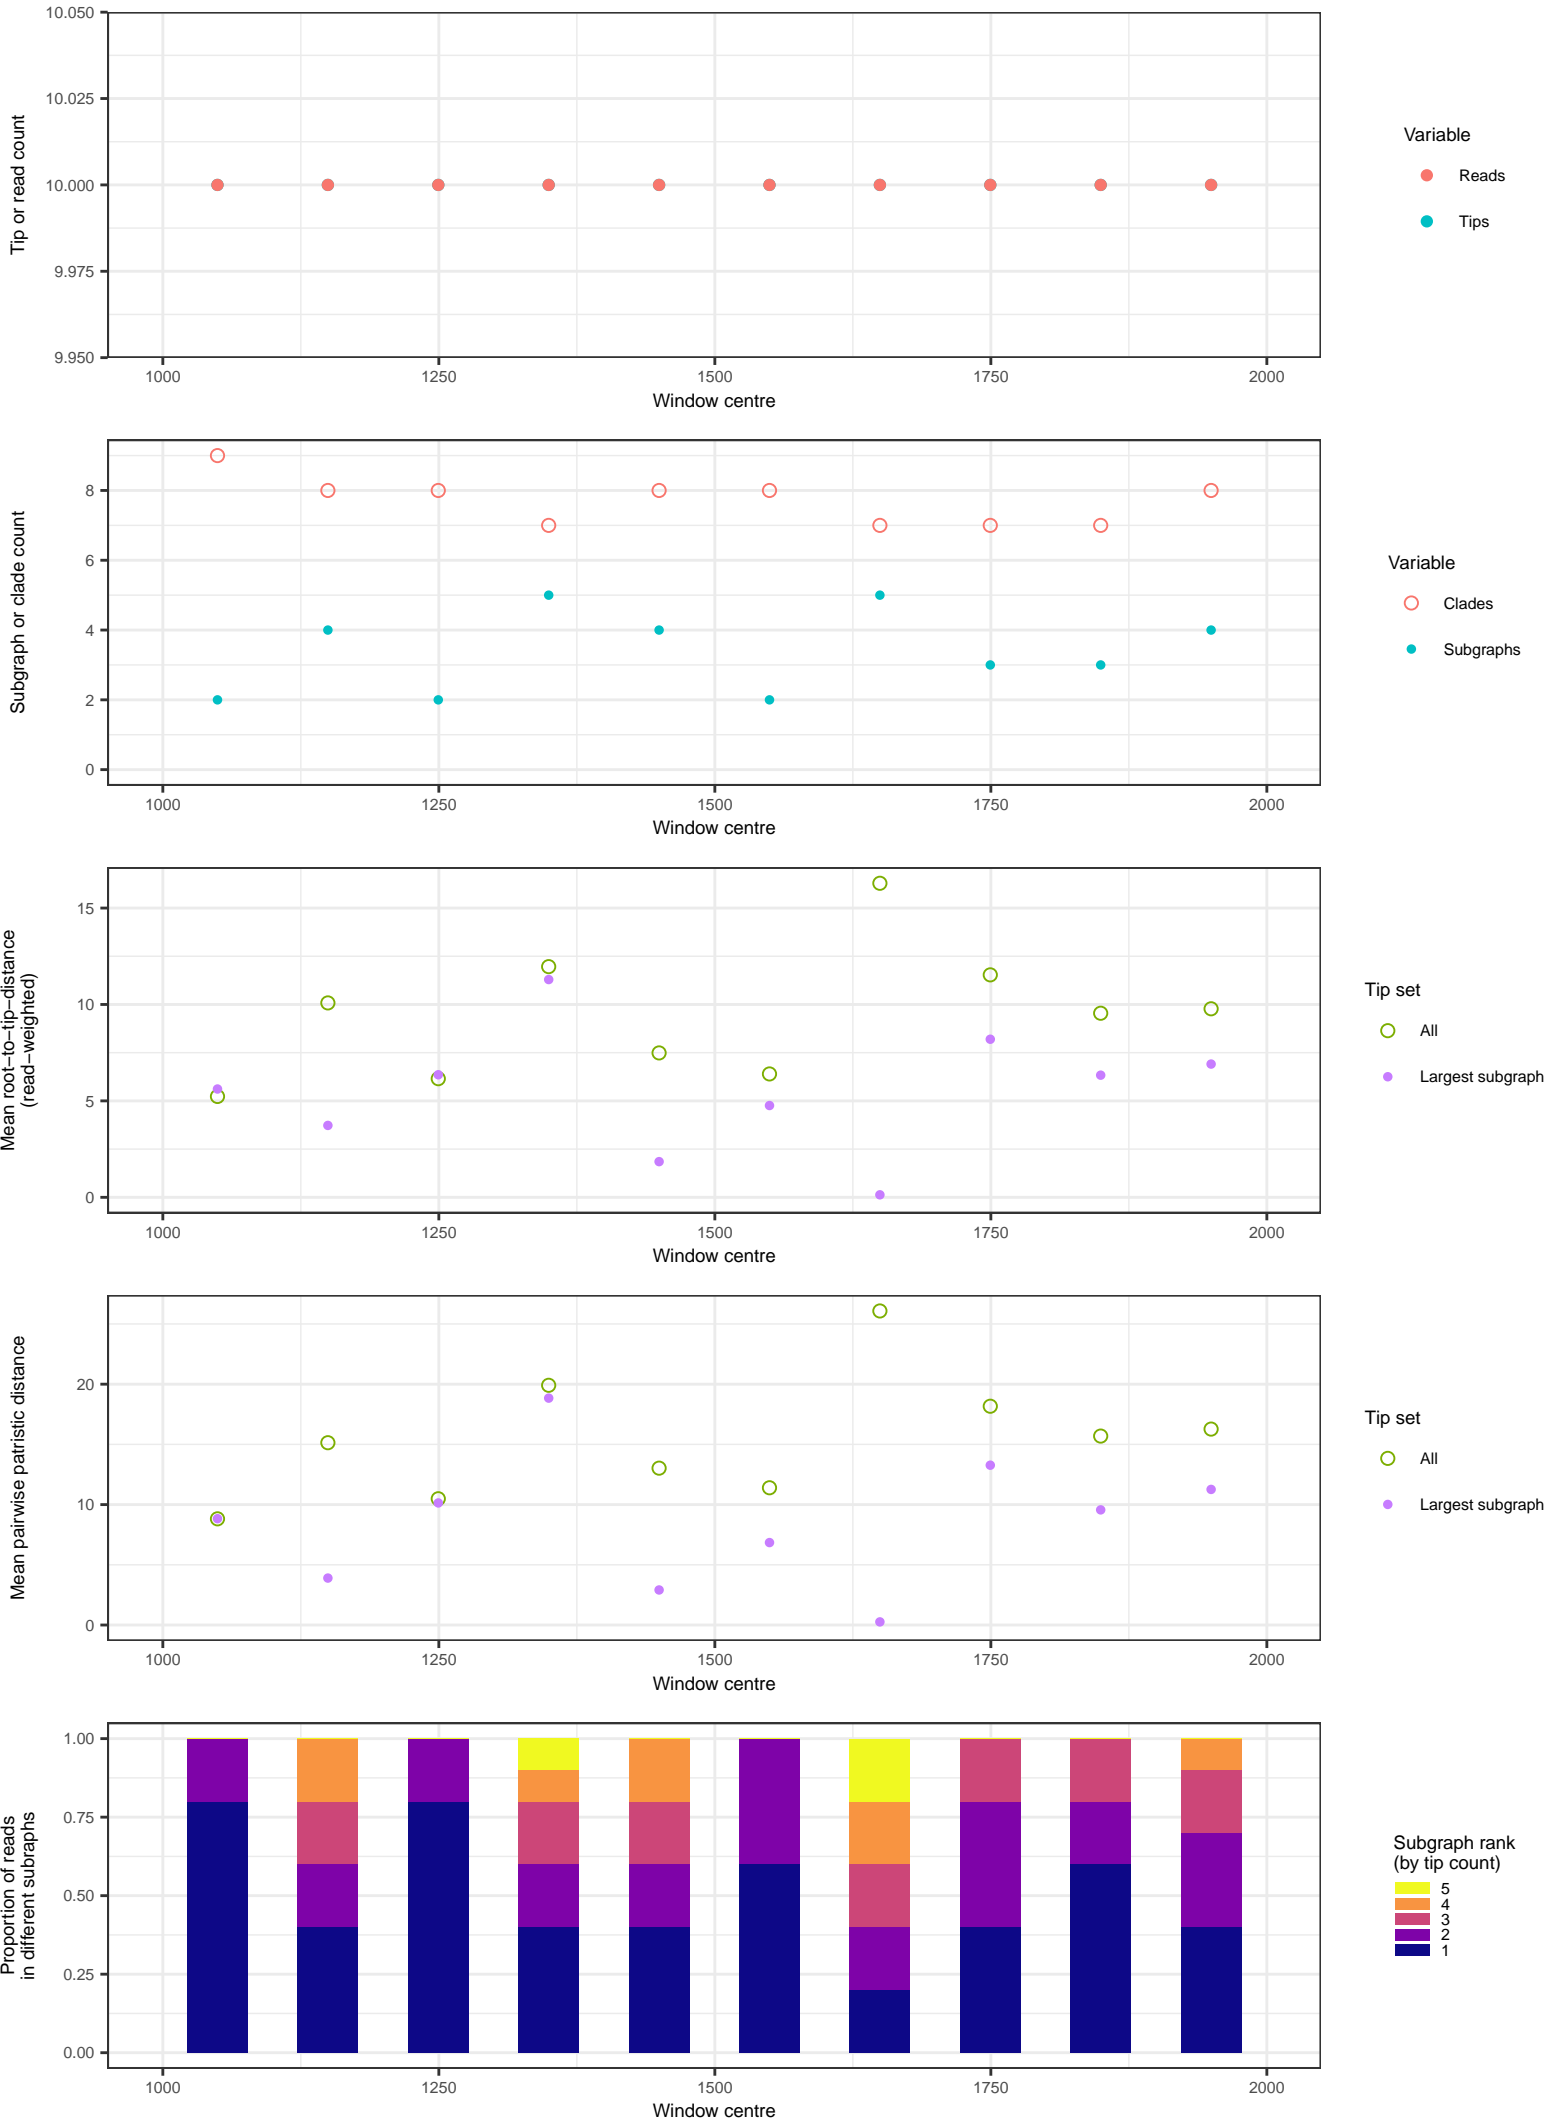 10.050
10.025
10.000
9.975
9.950
Tip or read count
1000 1250 1500 1750 2000
Window centre
Variable
Reads
Tips
8
6
4
2
0
Subgraph or clade count
1000 1250 1500 1750 2000
Window centre
Variable
Clades
Subgraphs
15
10
5
0
Mean root−to−tip−distance
(read−weighted)
1000 1250 1500 1750 2000
Window centre
Tip set
All
Largest subgraph
20
10
0
Mean pairwise patristic distance
1000 1250 1500 1750 2000
Window centre
Tip set
All
Largest subgraph
1.00
0.75
0.50
0.25
0.00
Proportion of reads
in different subraphs
1000 1250 1500 1750 2000
Window centre
Subgraph rank
(by tip count)
5
4
3
2
1